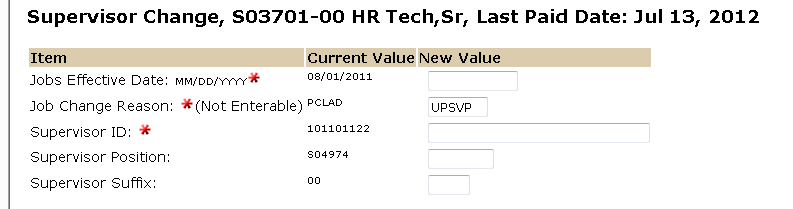 Supervisor Change, S03701-00 HR Tech,Sr, Last Paid Date: Jul 13, 2012
Item Current Value New Value
Jobs Effective Date: MM/DD/YYYY* 08/01/2011
Job Change Reason: *(Not Enterable) PCLAD UPSVP
Supervisor ID: * 101101122
Supervisor Position: S04974
Supervisor Suffix: 00